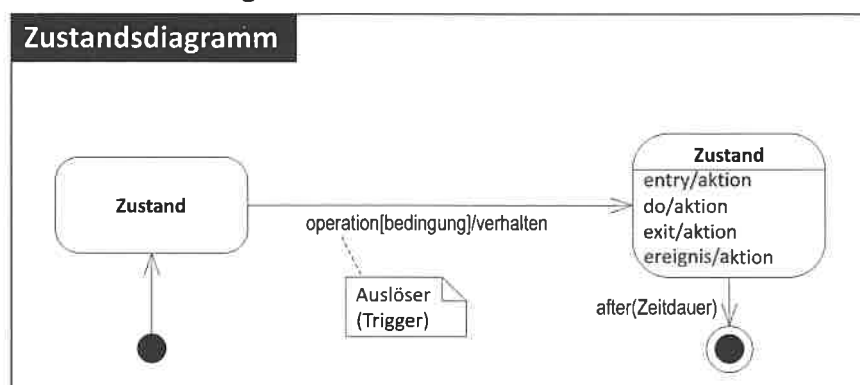 Zustandsdiagramm
Zustand
operation[bedingung]/verhalten
Auslöser
(Trigger)
Zustand
entry/aktion
do/aktion
exit/aktion
ereignis/aktion
after(Zeitdauer)